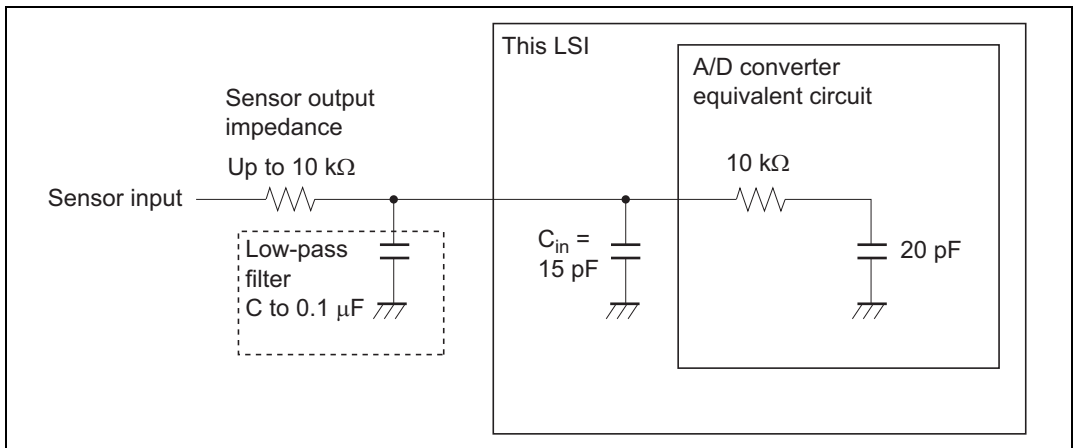 This LSI
A/D converter
equivalent circuit
Sensor output
impedance
Up to 10 kΩ
10 kΩ
Sensor input
Low-pass
filter
C to 0.1 μF
Cin =
15 pF
20 pF